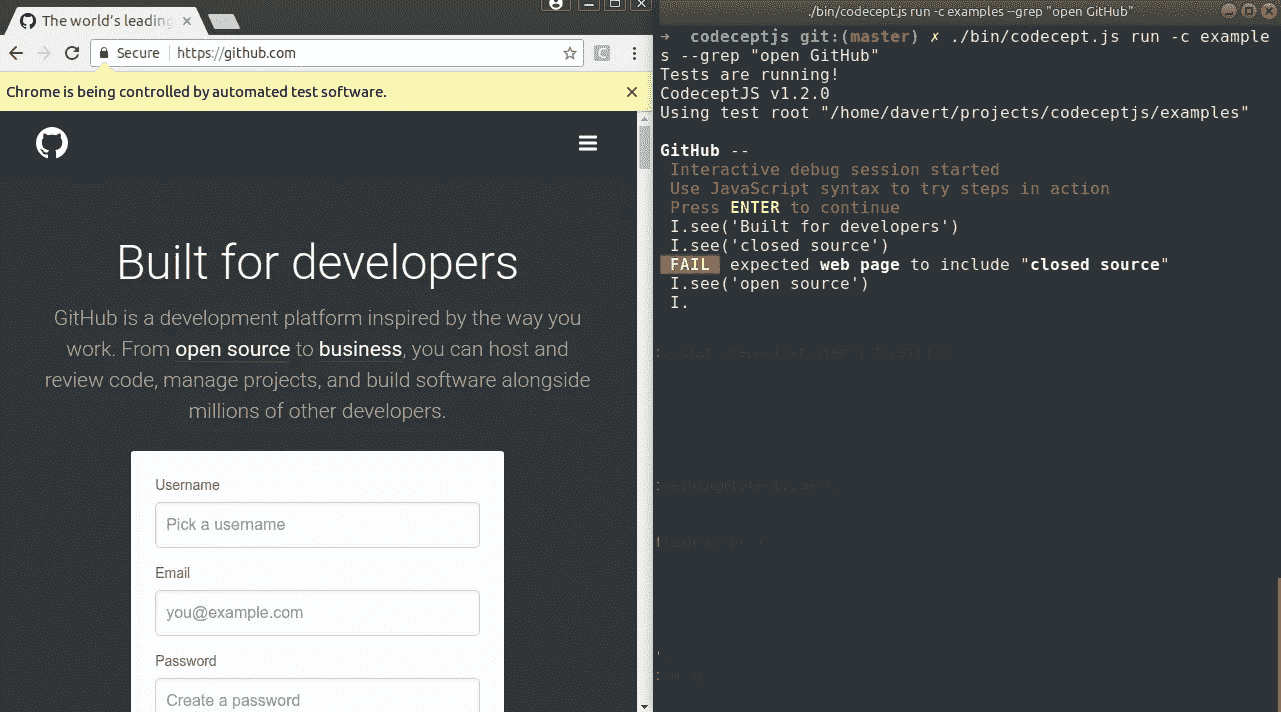 The world's leading
Secure https://github.com
Chrome is being controlled by automated test software.
Built for developers
GitHub is a development platform inspired by the way you
work. From open source to business, you can host and
review code, manage projects, and build software alongside
millions of other developers.
Username
Pick a username
Email
you@example.com
Password
Create a password
./bin/codecept.js run -c examples --grep "open GitHub"
→ codeceptjs git:(master) ✗ ./bin/codecept.js run -c example
s --grep "open GitHub"
Tests are running!
CodeceptJS v1.2.0
Using test root "/home/davert/projects/codeceptjs/examples"
GitHub --
Interactive debug session started
Use JavaScript syntax to try steps in action
Press ENTER to continue
I.see('Built for developers')
I.see('closed source')
FAIL expected web page to include "closed source"
I.see('open source')
I.